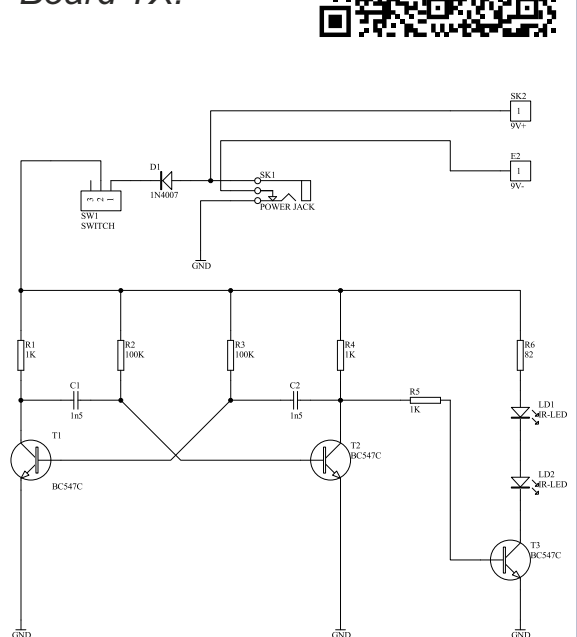 Board TX:
SK2
1
9V+
E2
1
9V-
D1
1N4007
SK1
POWER JACK
3 2 1
SW1
SWITCH
GND
R1
1K
R2
100K
R3
100K
R4
1K
R6
82
C1
1n5
C2
1n5
R5
1K
LD1
IR-LED
T1
BC547C
T2
BC547C
LD2
IR-LED
T3
BC547C
GND
GND
GND